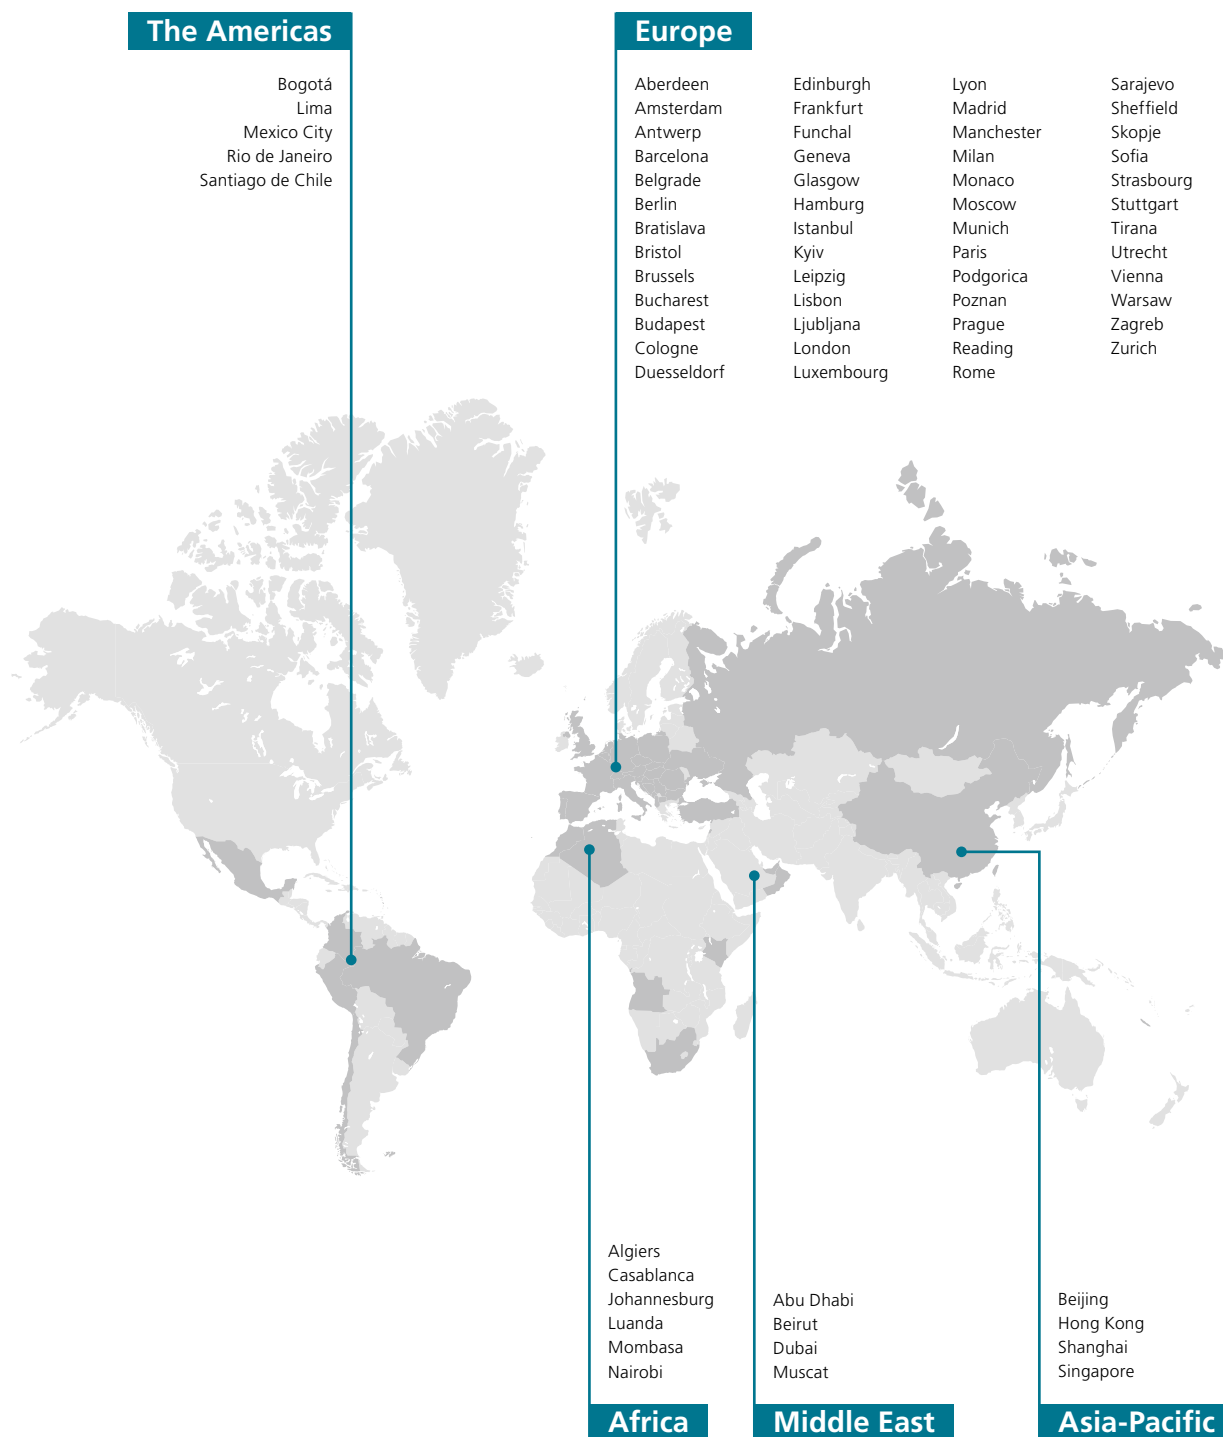 The Americas
Bogotá
Lima
Mexico City
Rio de Janeiro
Santiago de Chile
Europe
Aberdeen
Amsterdam
Antwerp
Barcelona
Belgrade
Berlin
Bratislava
Bristol
Brussels
Bucharest
Budapest
Cologne
Duesseldorf
Edinburgh
Frankfurt
Funchal
Geneva
Glasgow
Hamburg
Istanbul
Kyiv
Leipzig
Lisbon
Ljubljana
London
Luxembourg
Lyon
Madrid
Manchester
Milan
Monaco
Moscow
Munich
Paris
Podgorica
Poznan
Prague
Reading
Rome
Sarajevo
Sheffield
Skopje
Sofia
Strasbourg
Stuttgart
Tirana
Utrecht
Vienna
Warsaw
Zagreb
Zurich
Algiers
Casablanca
Johannesburg
Luanda
Mombasa
Nairobi
Africa
Abu Dhabi
Beirut
Dubai
Muscat
Middle East
Beijing
Hong Kong
Shanghai
Singapore
Asia-Pacific